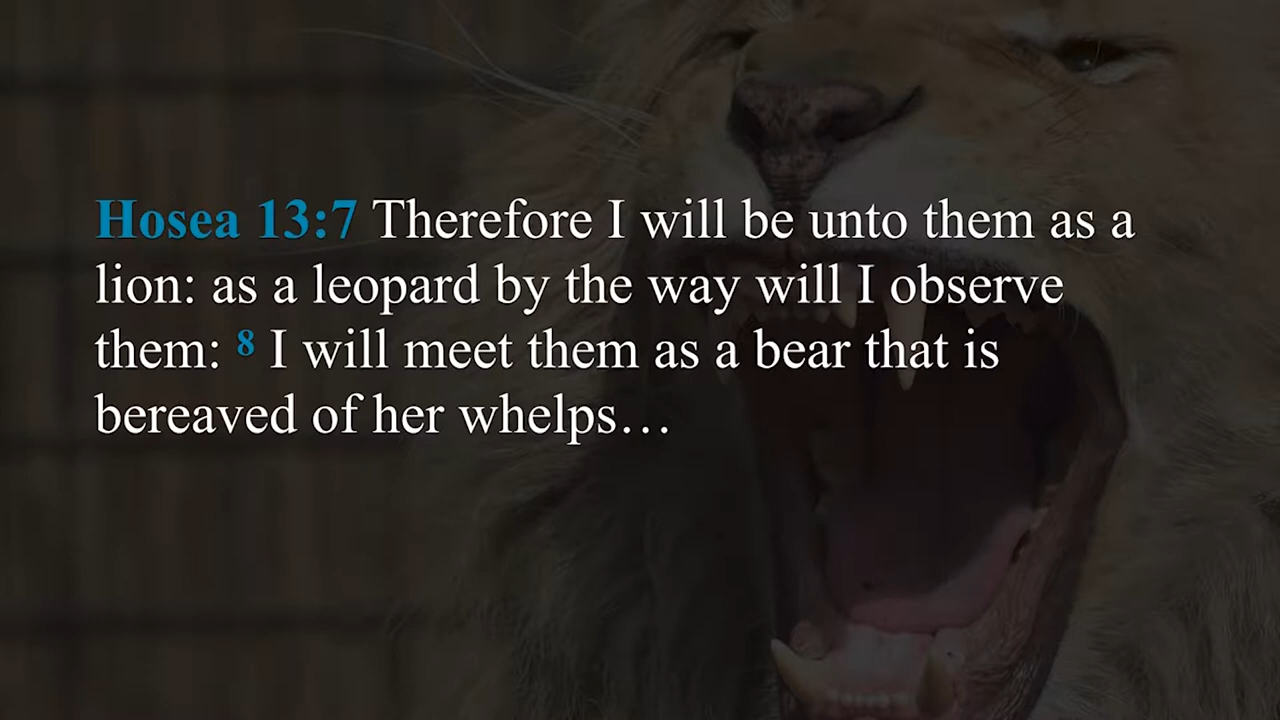 Hosea 13:7 Therefore I will be unto them as a
lion: as a leopard by the way will I observe
them: 8 I will meet them as a bear that is
bereaved of her whelps…